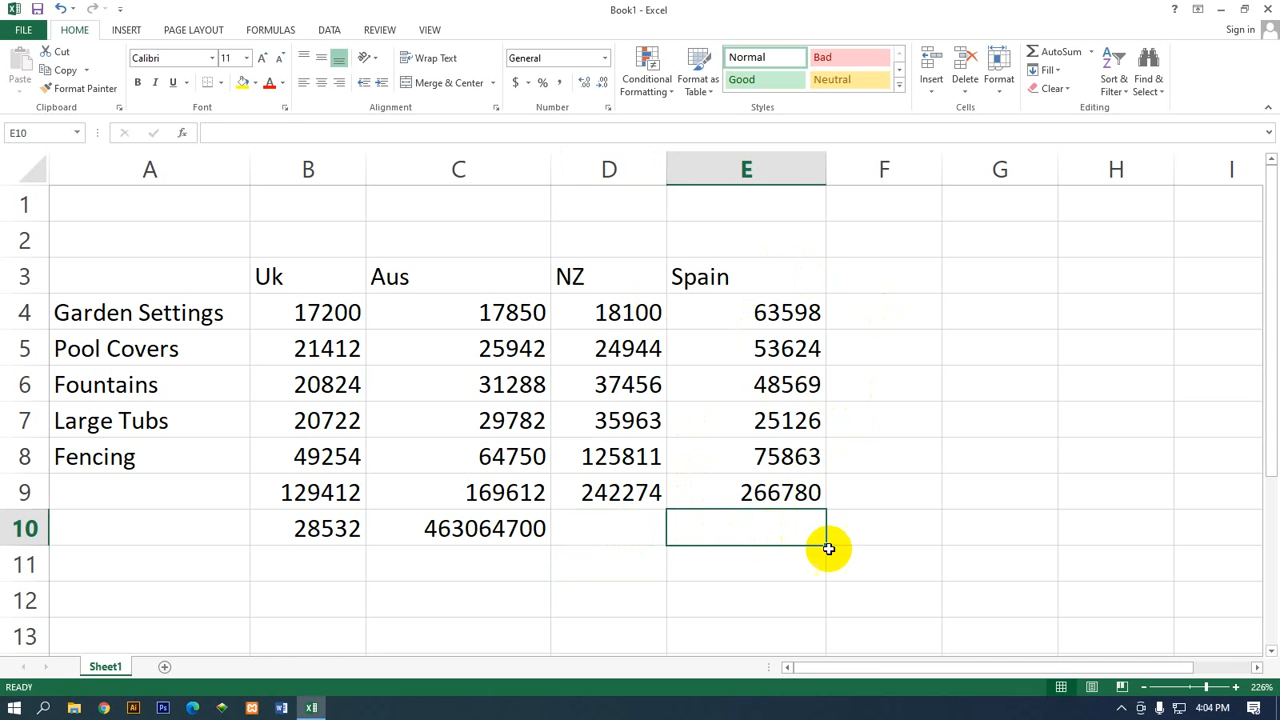 Book1 - Excel
Sign in
FILE HOME INSERT PAGE LAYOUT FORMULAS DATA REVIEW VIEW
Paste Cut Copy Format Painter Clipboard
Calibri 11 B I U A A A Font
Wrap Text Merge & Center Alignment
General $ % , Number
Conditional Formatting Format as Table Normal Bad Good Neutral Styles
Insert Delete Format Cells
AutoSum Fill Clear Sort & Filter Find & Select Editing
E10 fx
A B C D E F G H I
1
2
3 Uk Aus NZ Spain
4 Garden Settings 17200 17850 18100 63598
5 Pool Covers 21412 25942 24944 53624
6 Fountains 20824 31288 37456 48569
7 Large Tubs 20722 29782 35963 25126
8 Fencing 49254 64750 125811 75863
9 129412 169612 242274 266780
10 28532 463064700
11
12
13
Sheet1
READY 226%
4:04 PM